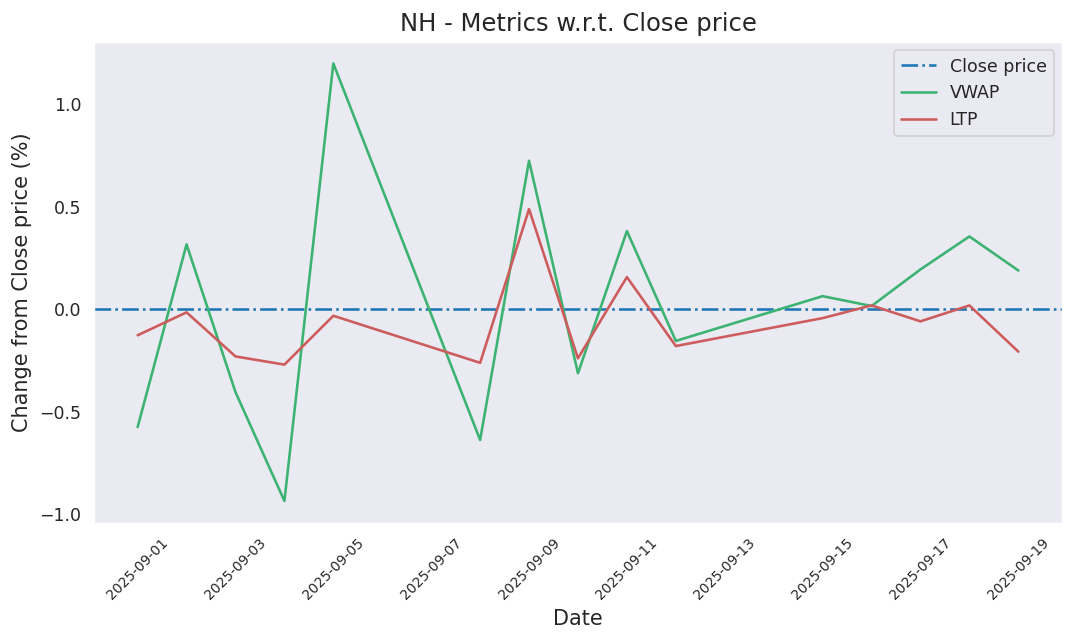 NH - Metrics w.r.t. Close price
Change from Close price (%)
1.0
0.5
0.0
−0.5
−1.0
Close price
VWAP
LTP
2025-09-01
2025-09-03
2025-09-05
2025-09-07
2025-09-09
2025-09-11
2025-09-13
2025-09-15
2025-09-17
2025-09-19
Date